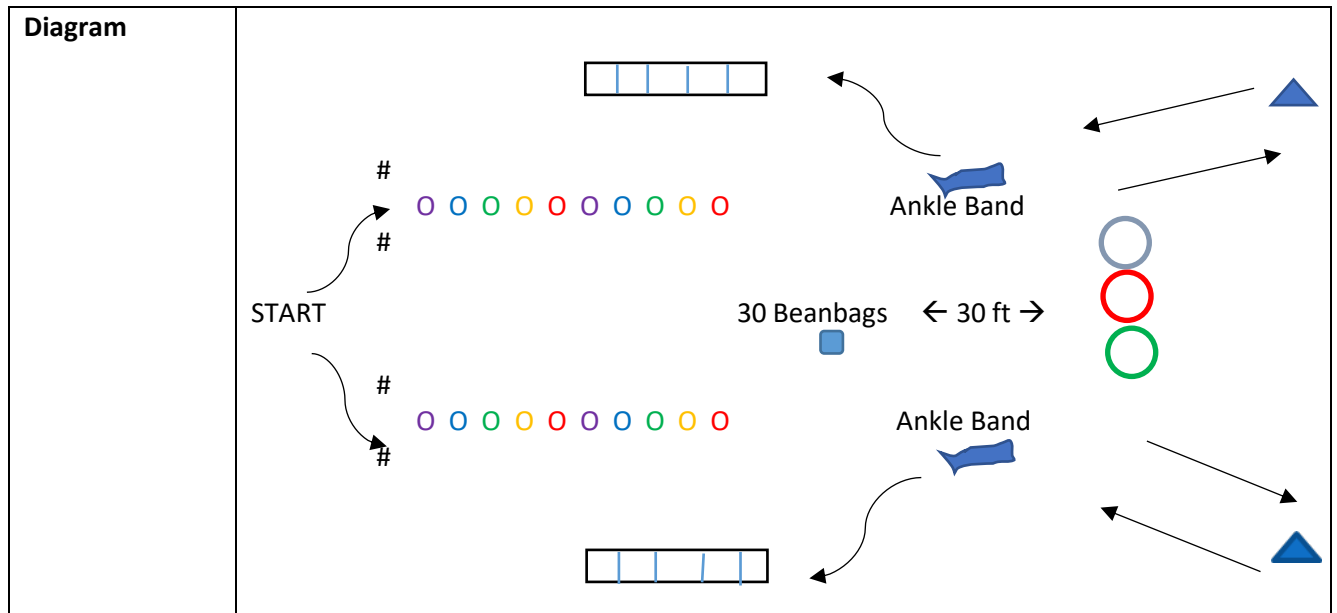 Diagram
#
O O O O O O O O O O
Ankle Band
#
START
30 Beanbags ← 30 ft →
#
O O O O O O O O O O
Ankle Band
#